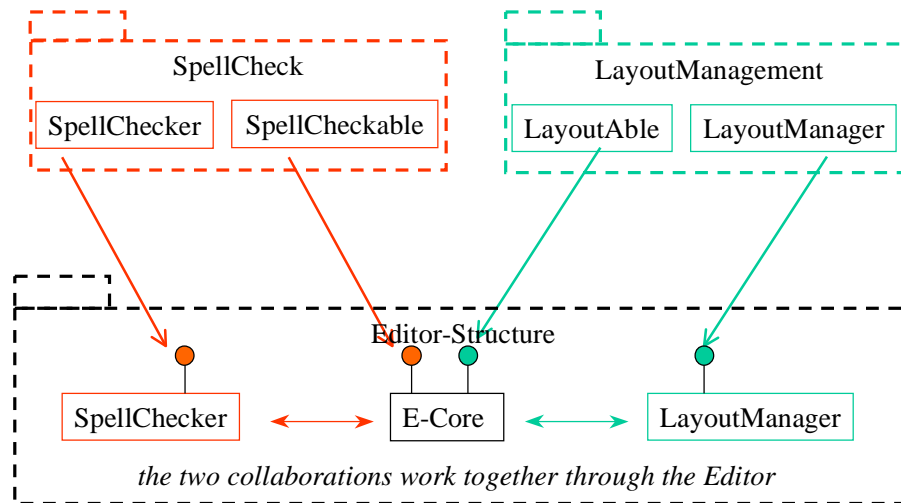 SpellCheck
LayoutManagement
SpellChecker
SpellCheckable
LayoutAble
LayoutManager
Editor-Structure
SpellChecker
E-Core
LayoutManager
the two collaborations work together through the Editor